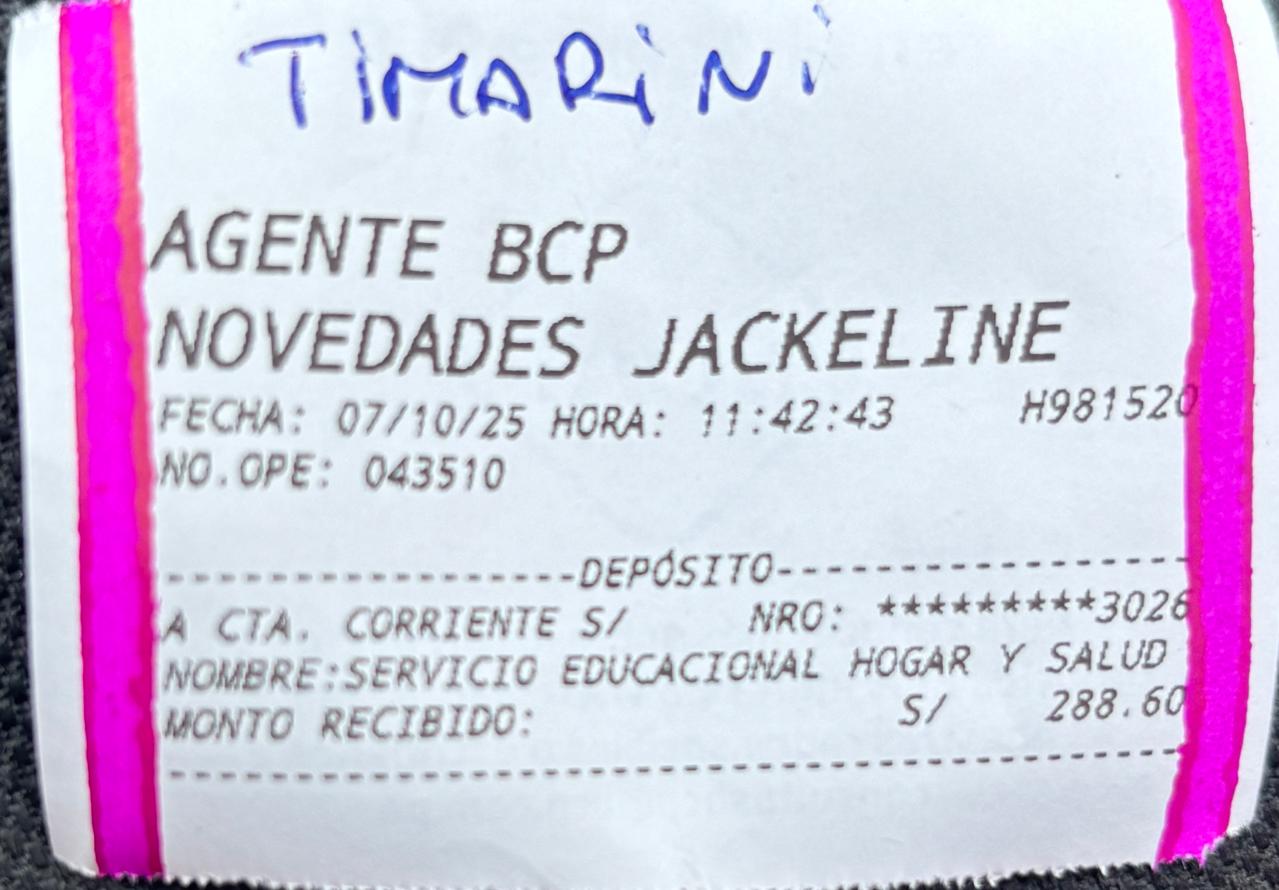 TIMARINI
AGENTE BCP
NOVEDADES JACKELINE
FECHA: 07/10/25 HORA: 11:42:43 H981520
NO.OPE: 043510
-----------------DEPÓSITO-----------------
A CTA. CORRIENTE S/ NRO: *********3026
NOMBRE:SERVICIO EDUCACIONAL HOGAR Y SALUD
MONTO RECIBIDO: S/ 288.60
------------------------------------------